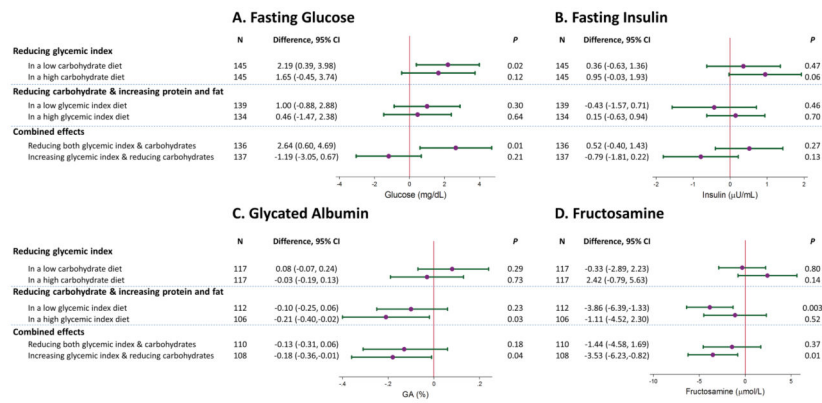 A. Fasting Glucose
B. Fasting Insulin
N Difference, 95% CI P N Difference, 95% CI P
Reducing glycemic index
In a low carbohydrate diet 145 2.19 (0.39, 3.98) 0.02 145 0.36 (-0.63, 1.36) 0.47
In a high carbohydrate diet 145 1.65 (-0.45, 3.74) 0.12 145 0.95 (-0.03, 1.93) 0.06
Reducing carbohydrate & increasing protein and fat
In a low glycemic index diet 139 1.00 (-0.88, 2.88) 0.30 139 -0.43 (-1.57, 0.71) 0.46
In a high glycemic index diet 134 0.46 (-1.47, 2.38) 0.64 134 0.15 (-0.63, 0.94) 0.70
Combined effects
Reducing both glycemic index & carbohydrates 136 2.64 (0.60, 4.69) 0.01 136 0.52 (-0.40, 1.43) 0.27
Increasing glycemic index & reducing carbohydrates 137 -1.19 (-3.05, 0.67) 0.21 137 -0.79 (-1.81, 0.22) 0.13
-4 -2 0 2 4 -2 -1 0 1 2
Glucose (mg/dL) Insulin (μU/mL)
C. Glycated Albumin
D. Fructosamine
N Difference, 95% CI P N Difference, 95% CI P
Reducing glycemic index
In a low carbohydrate diet 117 0.08 (-0.07, 0.24) 0.29 117 -0.33 (-2.89, 2.23) 0.80
In a high carbohydrate diet 117 -0.03 (-0.19, 0.13) 0.73 117 2.42 (-0.79, 5.63) 0.14
Reducing carbohydrate & increasing protein and fat
In a low glycemic index diet 112 -0.10 (-0.25, 0.06) 0.23 112 -3.86 (-6.39,-1.33) 0.003
In a high glycemic index diet 106 -0.21 (-0.40,-0.02) 0.03 106 -1.11 (-4.52, 2.30) 0.52
Combined effects
Reducing both glycemic index & carbohydrates 110 -0.13 (-0.31, 0.06) 0.18 110 -1.44 (-4.58, 1.69) 0.37
Increasing glycemic index & reducing carbohydrates 108 -0.18 (-0.36,-0.01) 0.04 108 -3.53 (-6.23,-0.82) 0.01
-.4 -.2 0 .2 -10 -5 0 5
GA (%) Fructosamine (μmol/L)